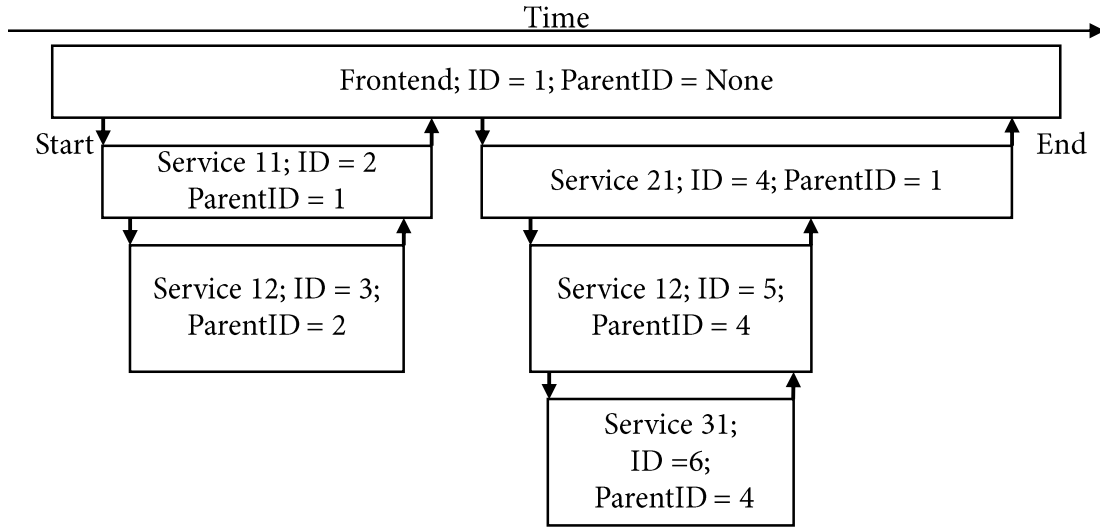 Time
Frontend; ID = 1; ParentID = None
Start
End
Service 11; ID = 2
ParentID = 1
Service 21; ID = 4; ParentID = 1
Service 12; ID = 3;
ParentID = 2
Service 12; ID = 5;
ParentID = 4
Service 31;
ID =6;
ParentID = 4